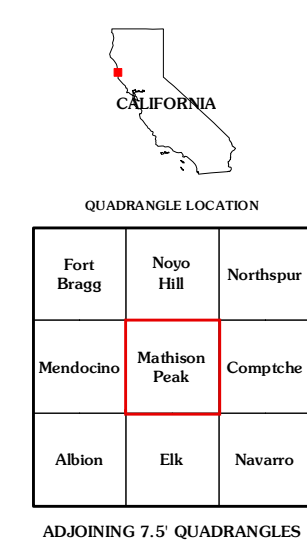 CALIFORNIA
QUADRANGLE LOCATION
Fort
Bragg
Noyo
Hill
Northspur
Mendocino
Mathison
Peak
Comptche
Albion
Elk
Navarro
ADJOINING 7.5' QUADRANGLES